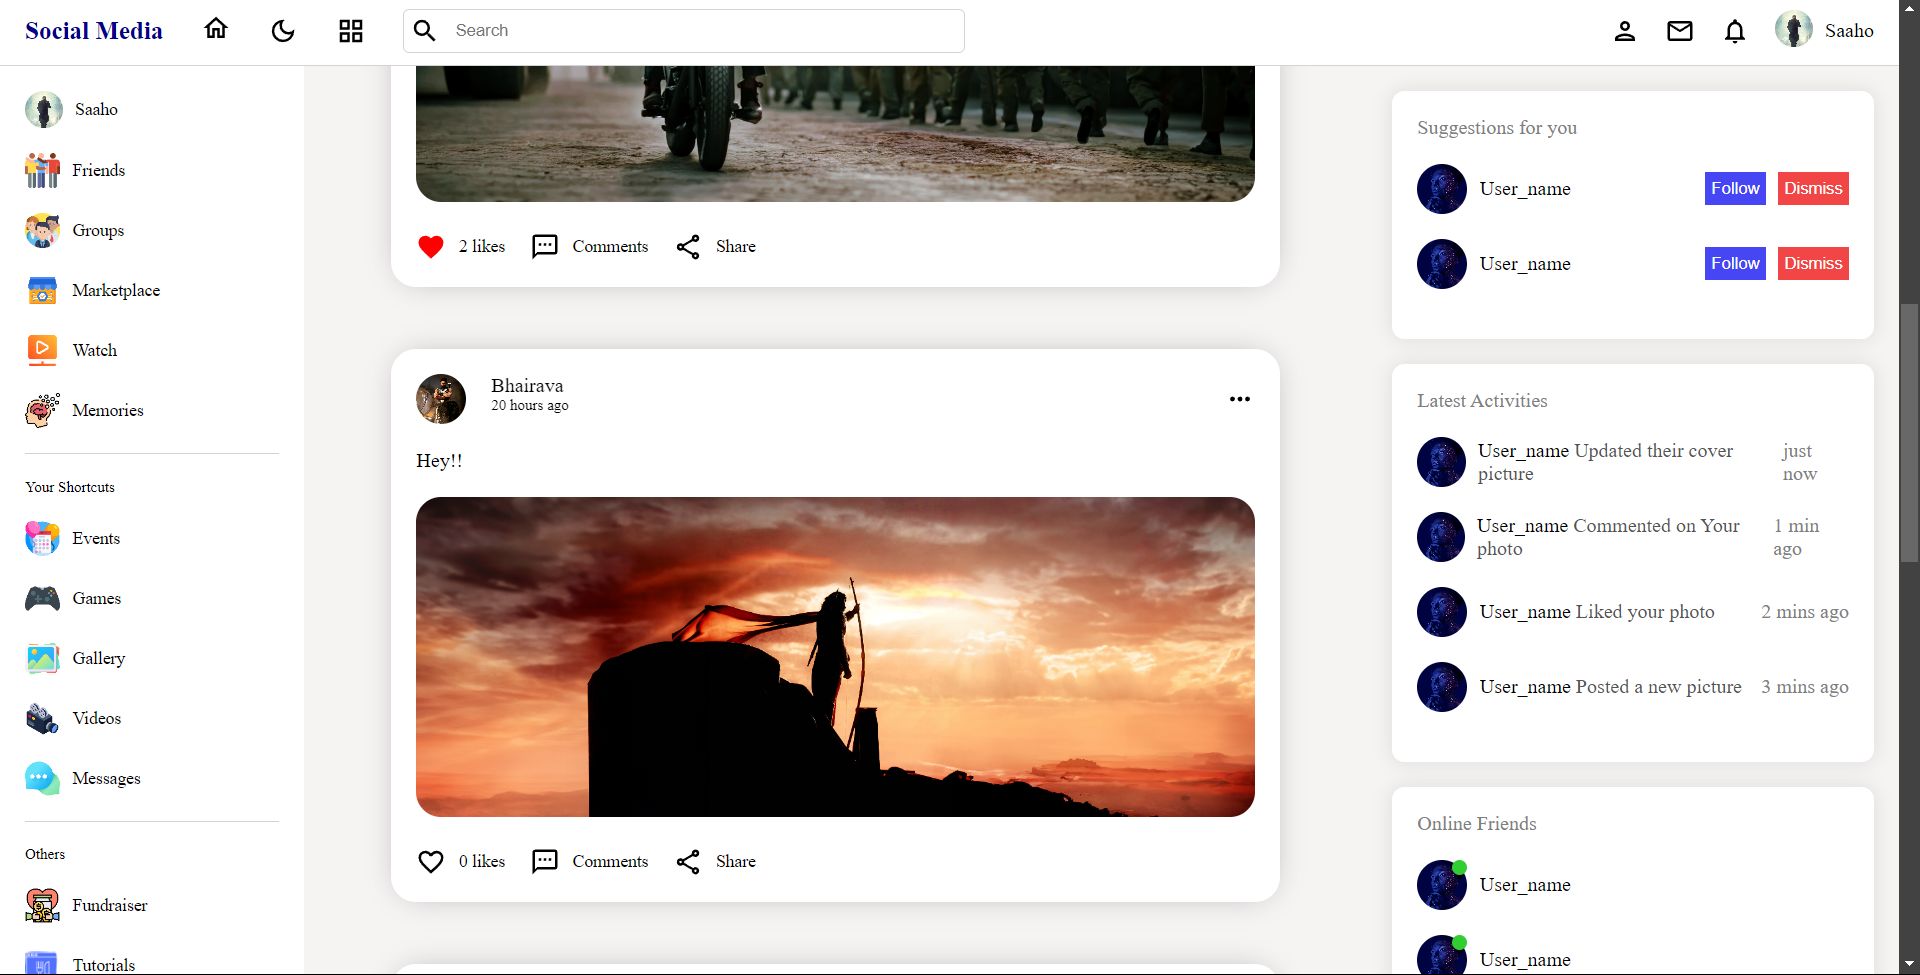 Social Media
Search
Saaho
Saaho
Friends
Groups
Marketplace
Watch
Memories
Your Shortcuts
Events
Games
Gallery
Videos
Messages
Others
Fundraiser
Tutorials
2 likes Comments Share
Bhairava
20 hours ago
Hey!!
0 likes Comments Share
Suggestions for you
User_name Follow Dismiss
User_name Follow Dismiss
Latest Activities
User_name Updated their cover
picture
just
now
User_name Commented on Your
photo
1 min
ago
User_name Liked your photo 2 mins ago
User_name Posted a new picture 3 mins ago
Online Friends
User_name
User_name